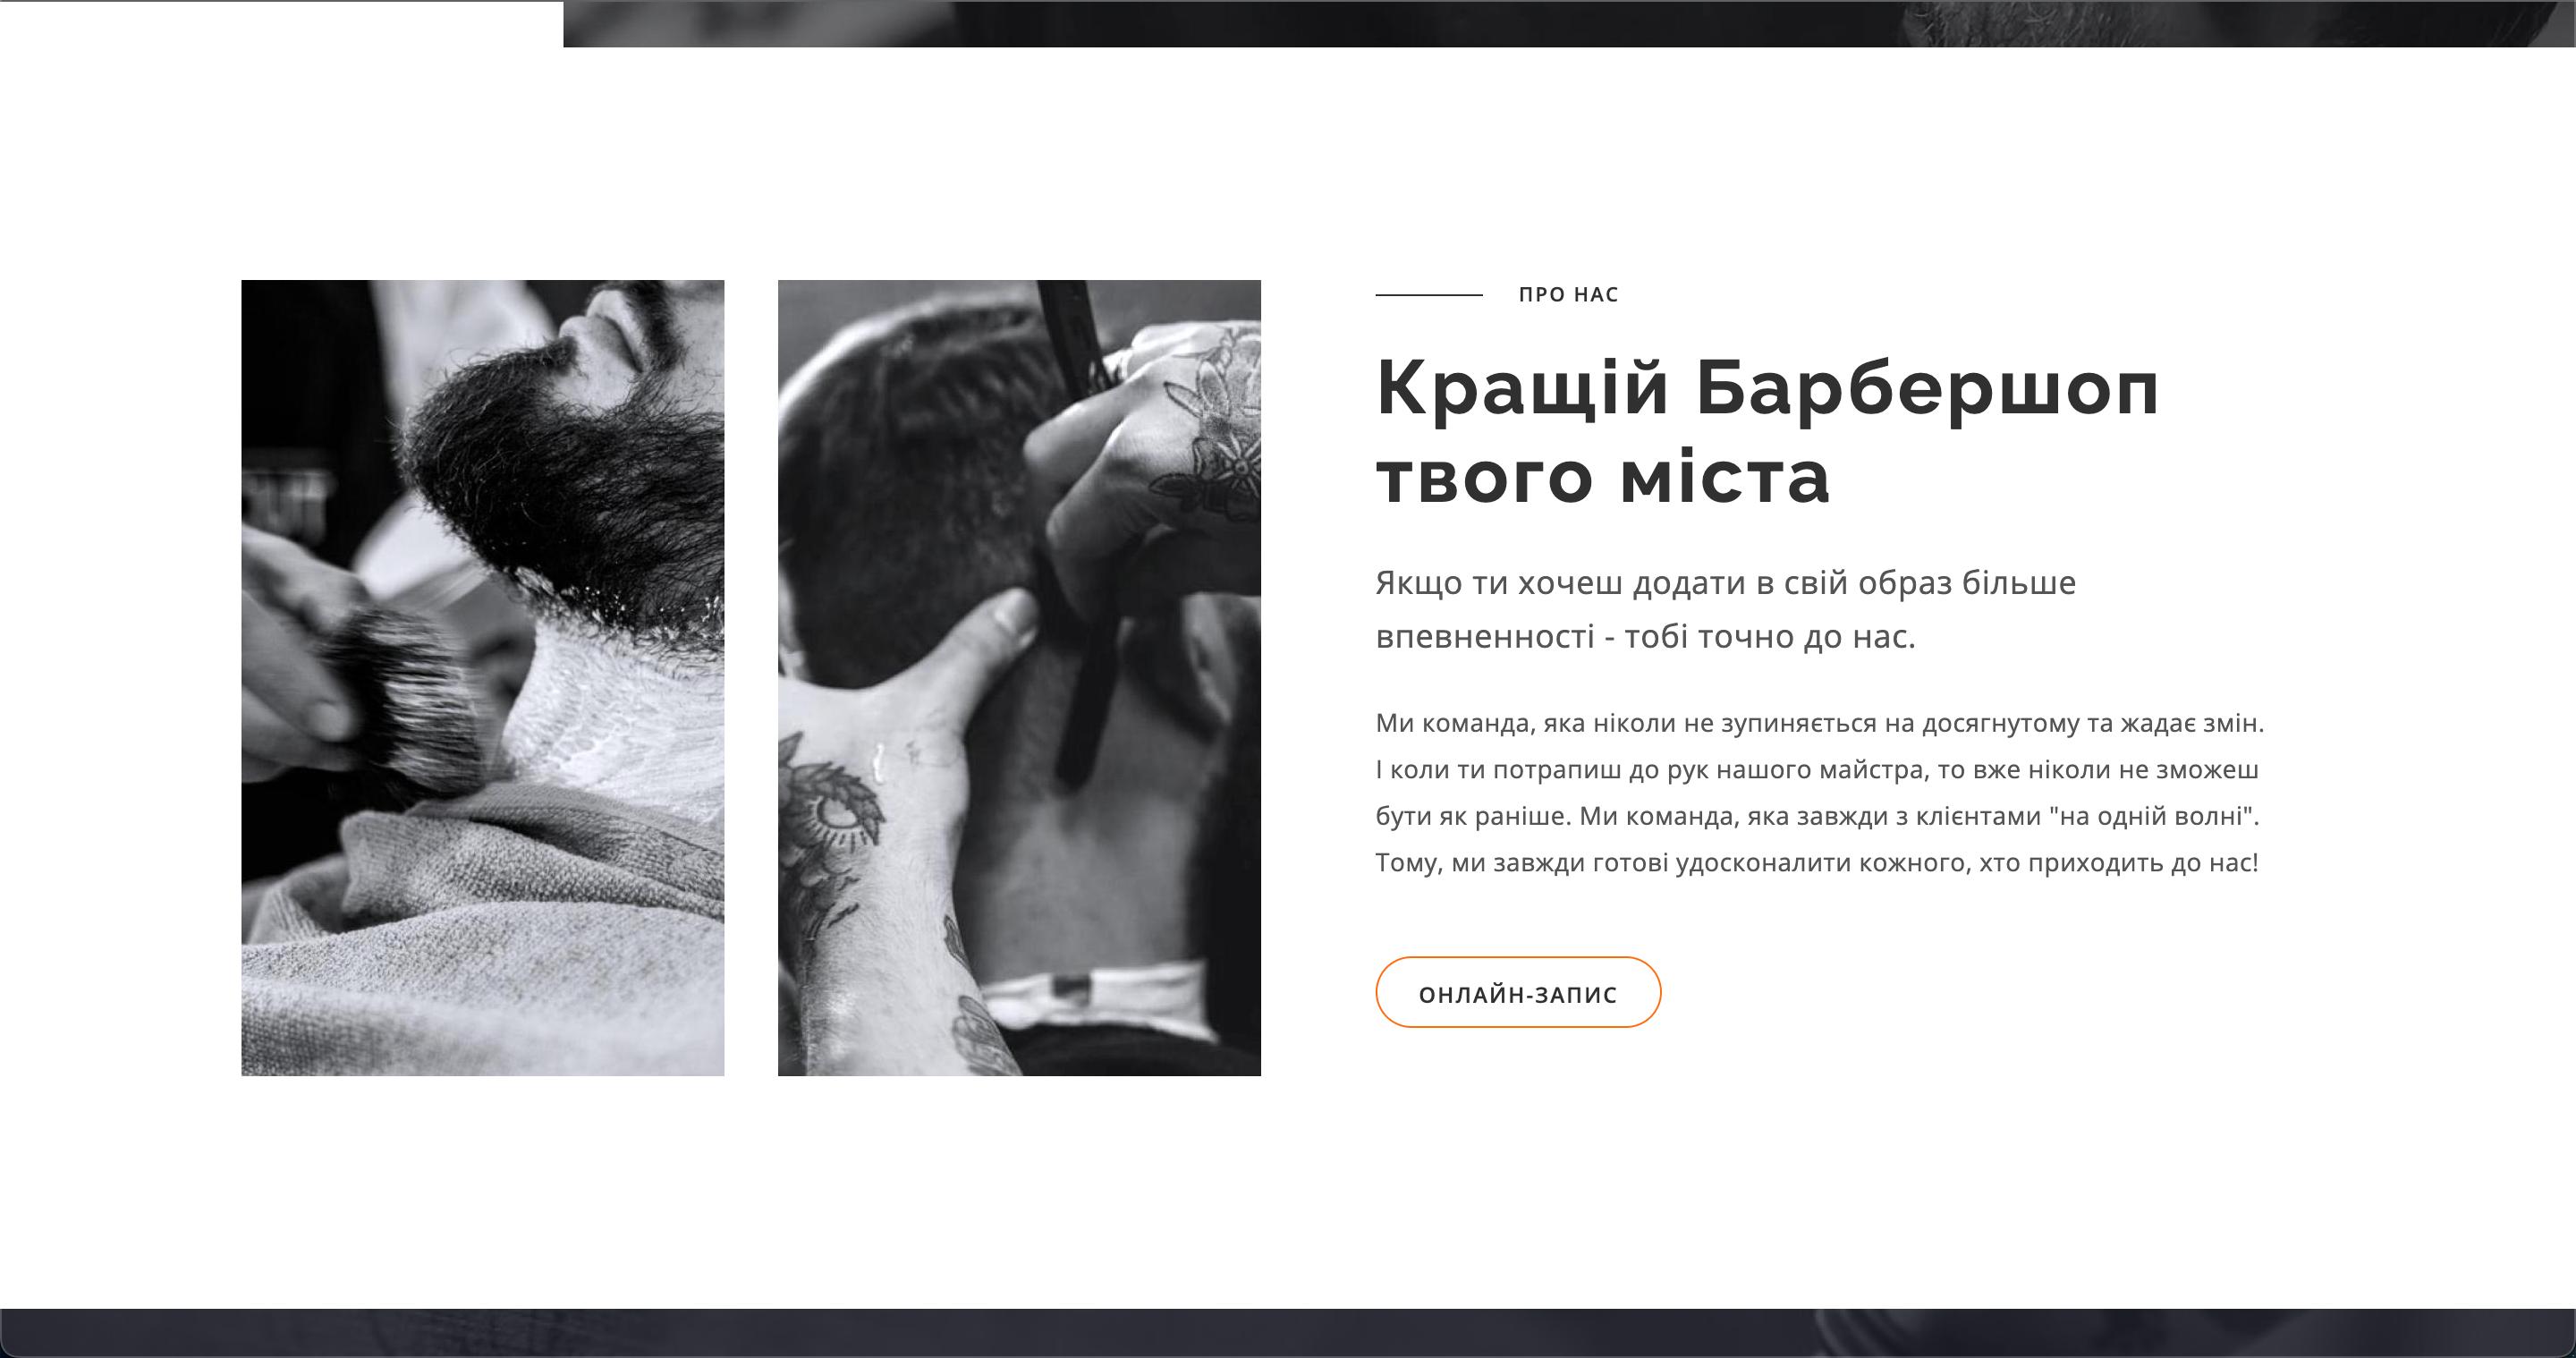 ПРО НАС
Кращій Барбершоп
твого міста
Якщо ти хочеш додати в свій образ більше
впевненності - тобі точно до нас.
Ми команда, яка ніколи не зупиняється на досягнутому та жадає змін.
І коли ти потрапиш до рук нашого майстра, то вже ніколи не зможеш
бути як раніше. Ми команда, яка завжди з клієнтами "на одній волні".
Тому, ми завжди готові удосконалити кожного, хто приходить до нас!
ОНЛАЙН-ЗАПИС